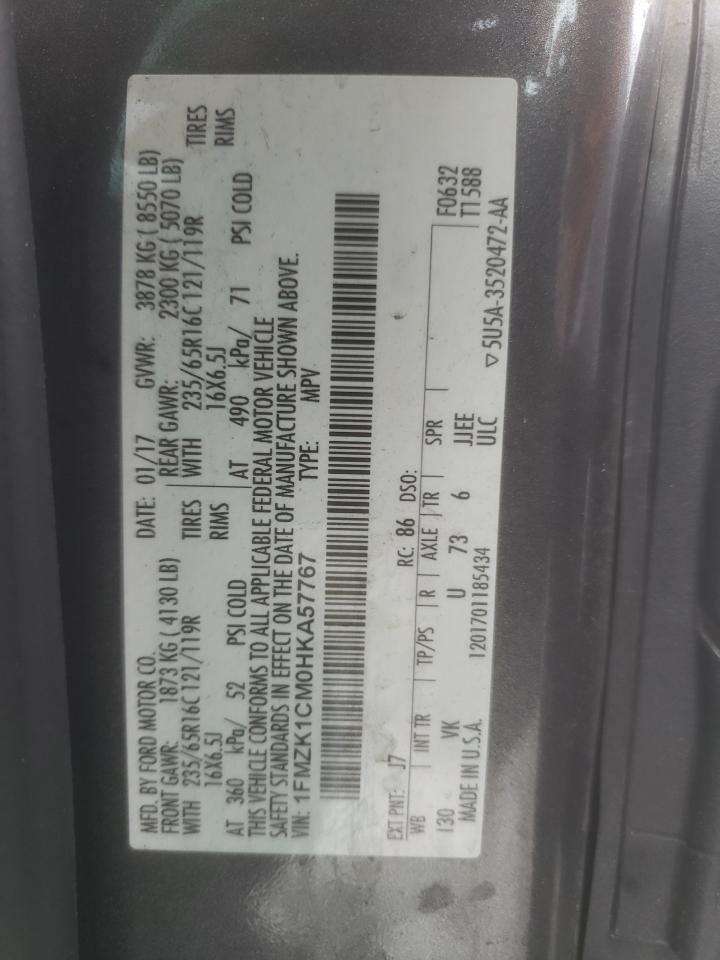 MFD. BY FORD MOTOR CO.
DATE: 01/17 GVWR: 3878 KG ( 8550 LB)
FRONT GAWR: 1873 KG ( 4130 LB) REAR GAWR: 2300 KG ( 5070 LB)
WITH 235/65R16C 121/119R TIRES WITH 235/65R16C 121/119R TIRES
16X6.5J RIMS 16X6.5J RIMS
AT 360 kPa/ 52 PSI COLD AT 490 kPa/ 71 PSI COLD
THIS VEHICLE CONFORMS TO ALL APPLICABLE FEDERAL MOTOR VEHICLE
SAFETY STANDARDS IN EFFECT ON THE DATE OF MANUFACTURE SHOWN ABOVE.
VIN: 1FMZK1CM0HKA57767 TYPE: MPV
EXT PNT: J7 RC: 86 DSO: F0632
WB INT TR TP/PS R AXLE TR SPR T1588
130 VK U 73 6 JJEE
MADE IN U.S.A. 1201701185434 ULC ▽5U5A-3520472-AA